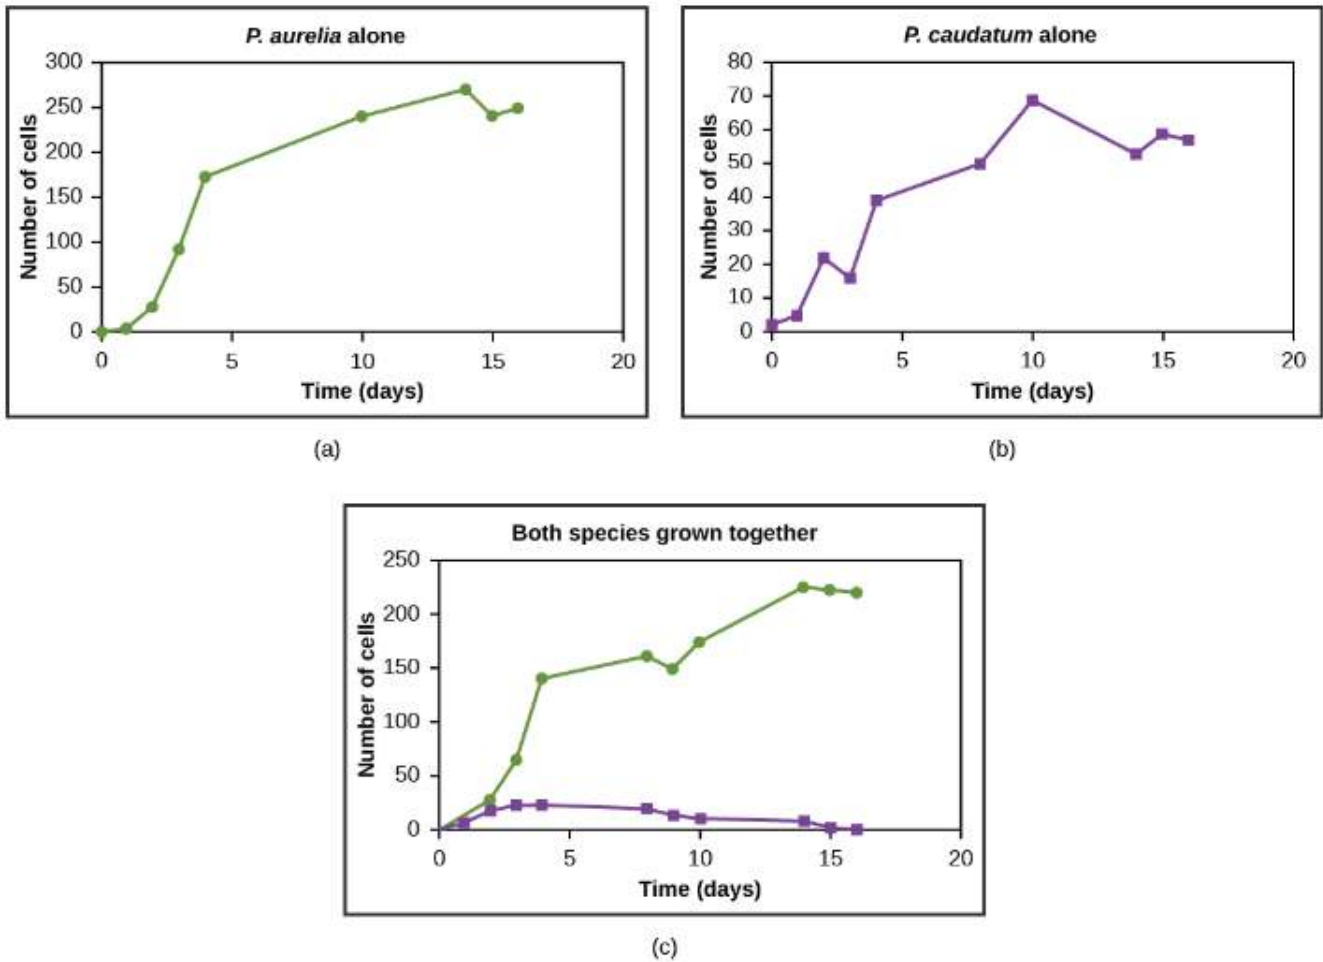 P. aurelia alone
300
250
200
150
100
50
0
Number of cells
0 5 10 15 20
Time (days)
(a)
P. caudatum alone
80
70
60
50
40
30
20
10
0
Number of cells
0 5 10 15 20
Time (days)
(b)
Both species grown together
250
200
150
100
50
0
Number of cells
0 5 10 15 20
Time (days)
(c)